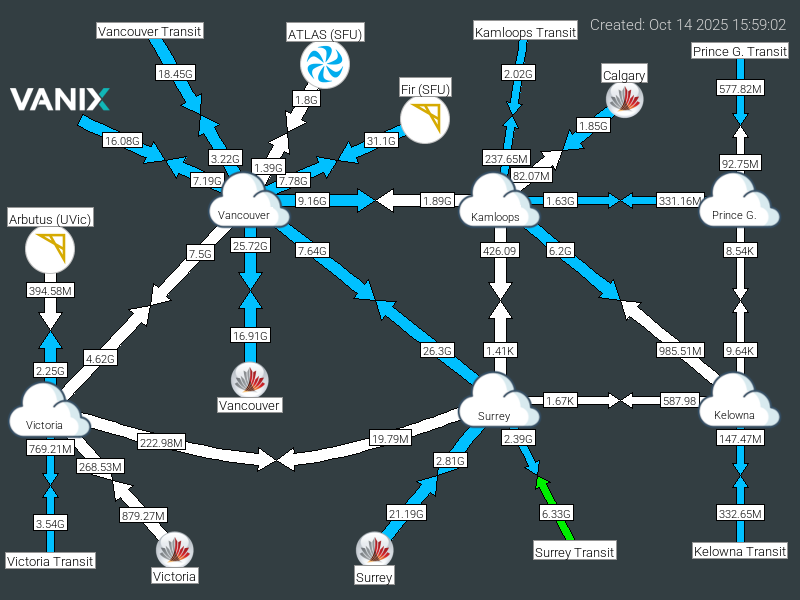 Created: Oct 14 2025 15:59:02
Vancouver Transit
ATLAS (SFU)
Kamloops Transit
Prince G. Transit
18.45G
2.02G
Calgary
577.82M
VANIX
1.8G
Fir (SFU)
16.08G
31.1G
1.85G
3.22G
1.39G
237.65M
92.75M
7.19G
7.78G
82.07M
9.16G
1.89G
1.63G
331.16M
Vancouver
Kamloops
Prince G.
Arbutus (UVic)
7.5G
25.72G
7.64G
426.09
6.2G
8.54K
394.58M
4.62G
16.91G
26.3G
1.41K
985.51M
9.64K
2.25G
Vancouver
1.67K
587.98
Victoria
Surrey
Kelowna
769.21M
222.98M
19.79M
2.39G
147.47M
268.53M
2.81G
3.54G
879.27M
21.19G
6.33G
332.65M
Victoria Transit
Victoria
Surrey
Surrey Transit
Kelowna Transit